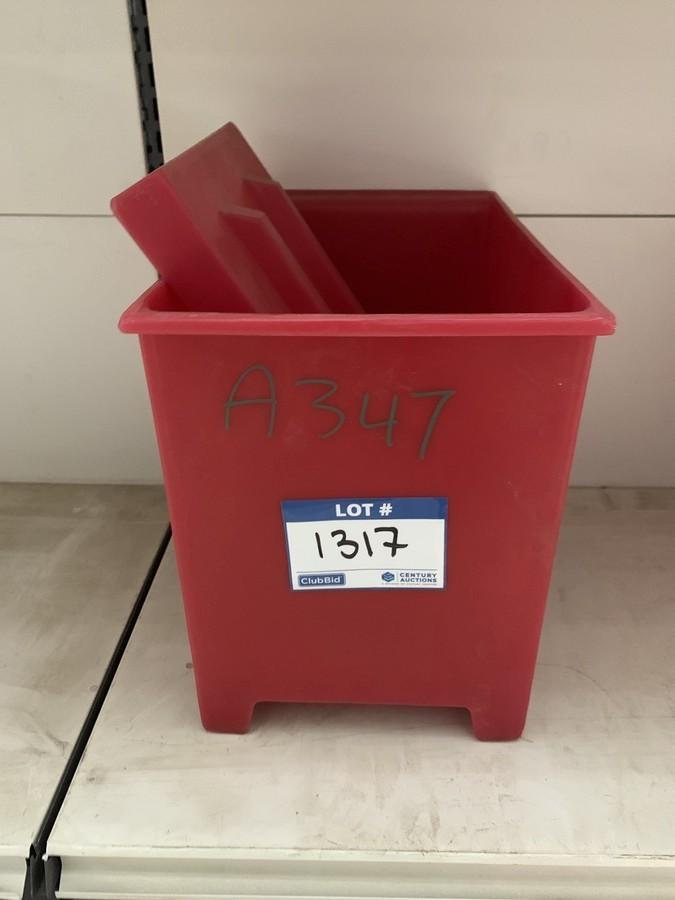 A347
LOT #
1317
ClubBid
CENTURY
AUCTIONS